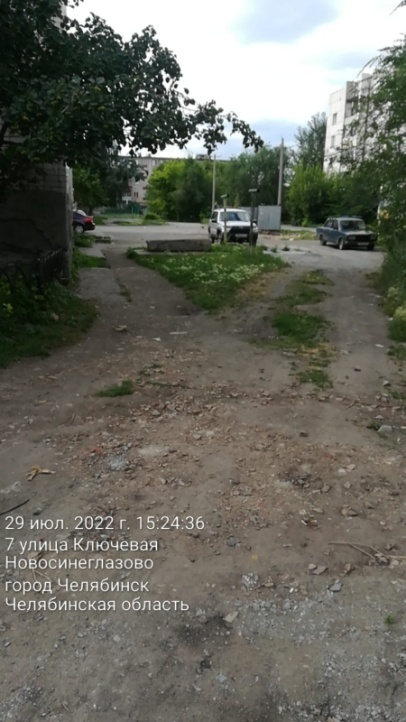 29 июл. 2022 г. 15:24:36
7 улица Ключевая
Новосинеглазово
город Челябинск
Челябинская область